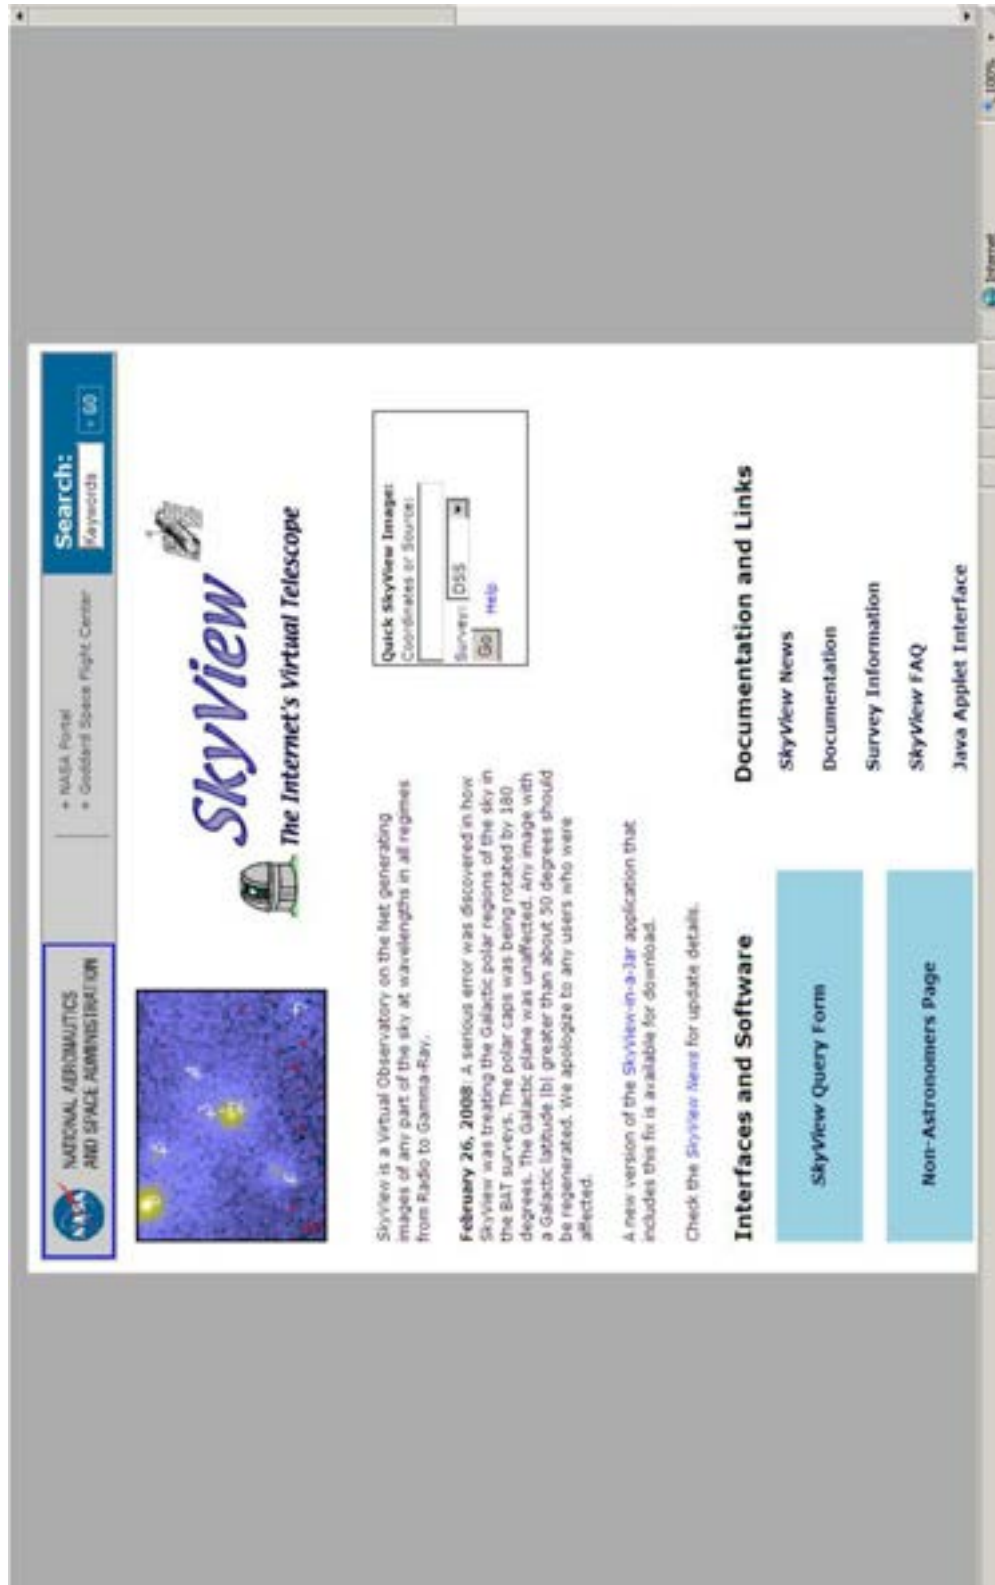 NASA
NATIONAL AERONAUTICS
AND SPACE ADMINISTRATION
+ NASA Portal
+ Goddard Space Flight Center
Search:
Keywords
+ GO
SkyView
The Internet's Virtual Telescope
SkyView is a Virtual Observatory on the Net generating
images of any part of the sky at wavelengths in all regimes
from Radio to Gamma-Ray.
February 26, 2008: A serious error was discovered in how
SkyView was treating the Galactic polar regions of the sky in
the BAT surveys. The polar caps was being rotated by 180
degrees. The Galactic plane was unaffected. Any image with
a Galactic latitude |b| greater than about 50 degrees should
be regenerated. We apologize to any users who were
affected.
A new version of the SkyView-in-a-Jar application that
includes this fix is available for download.
Check the SkyView News for update details.
Quick SkyView Image:
Coordinates or Source:
Survey: DSS
Go Help
Interfaces and Software
SkyView Query Form
Non-Astronomers Page
Documentation and Links
SkyView News
Documentation
Survey Information
SkyView FAQ
Java Applet Interface
Internet
100%